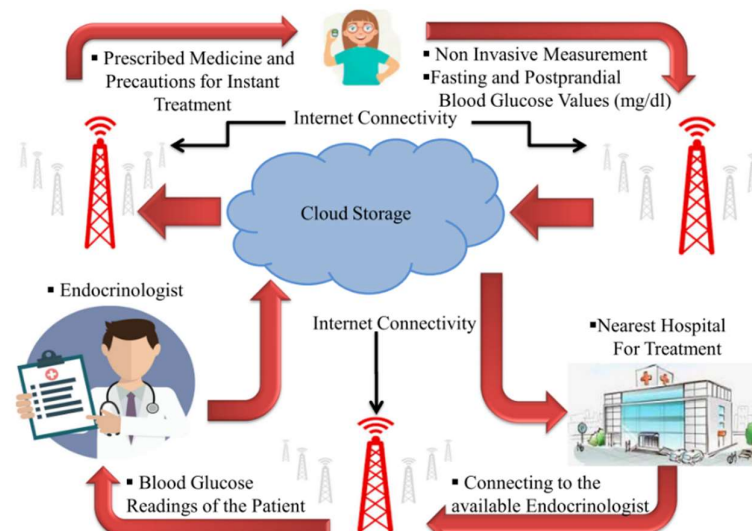 ▪ Prescribed Medicine and
Precautions for Instant
Treatment
▪ Non Invasive Measurement
▪Fasting and Postprandial
Blood Glucose Values (mg/dl)
Internet Connectivity
Cloud Storage
▪ Endocrinologist
Internet Connectivity
▪Nearest Hospital
For Treatment
▪ Blood Glucose
Readings of the Patient
▪ Connecting to the
available Endocrinologist